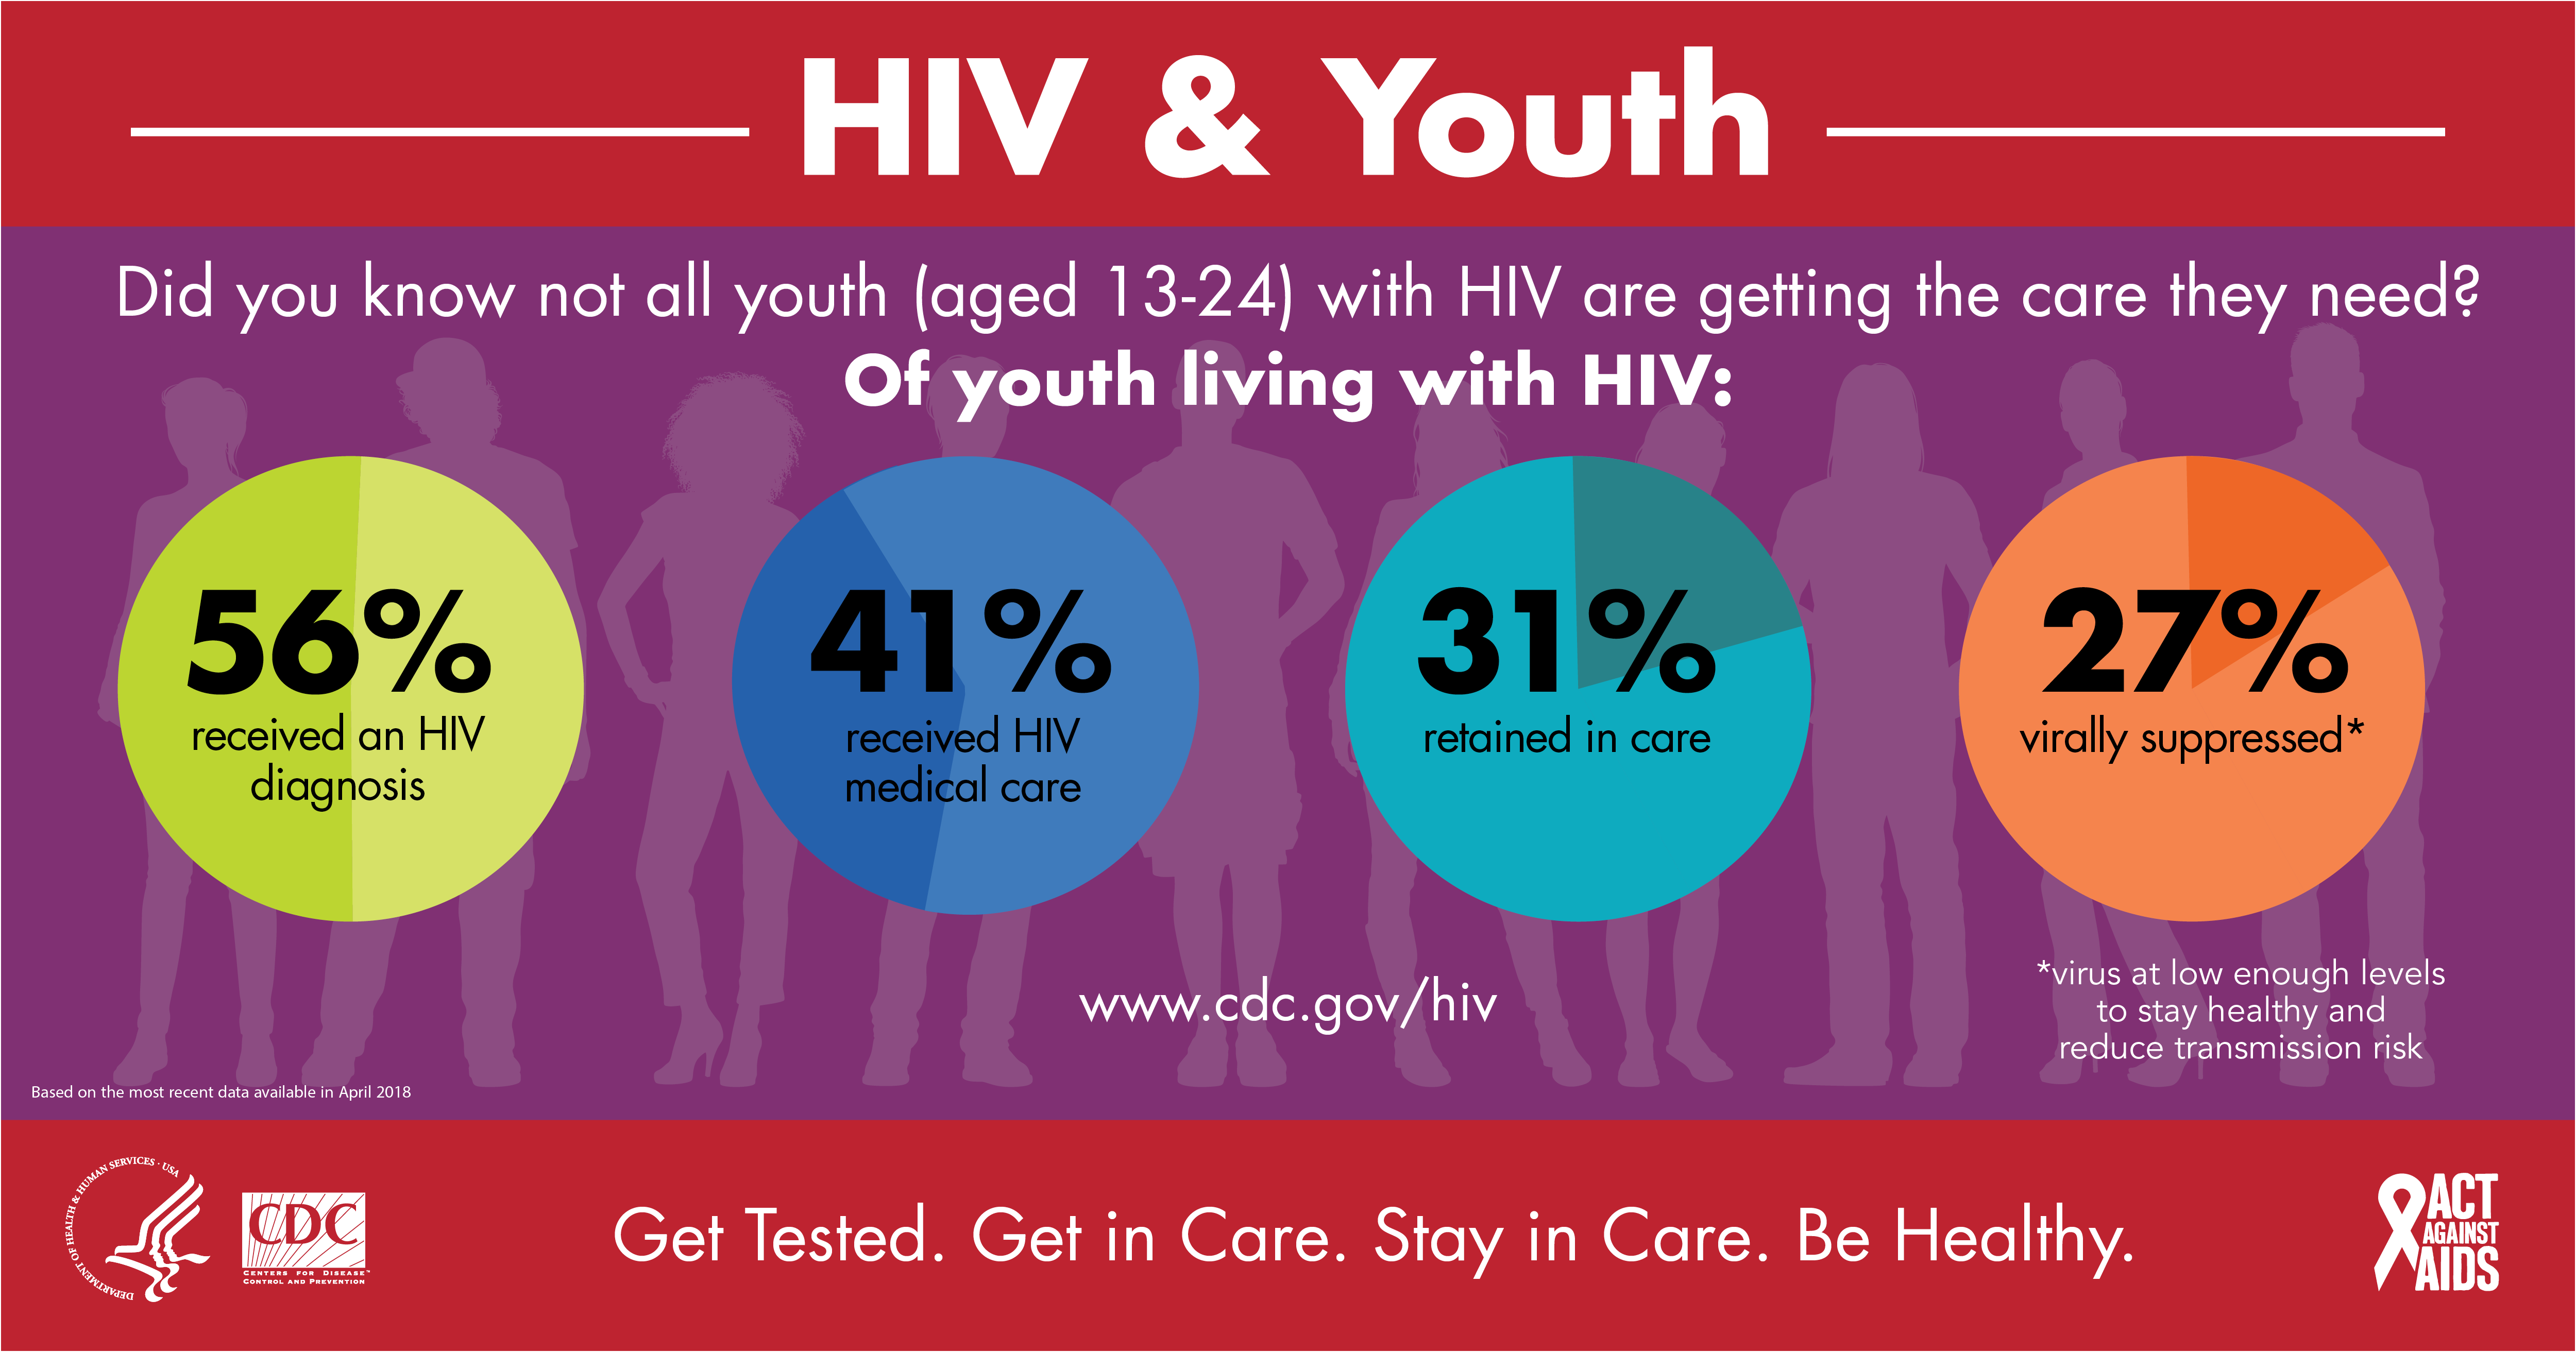 HIV & Youth
Did you know not all youth (aged 13-24) with HIV are getting the care they need?
Of youth living with HIV:
56%
received an HIV
diagnosis
41%
received HIV
medical care
31%
retained in care
27%
virally suppressed*
www.cdc.gov/hiv
*virus at low enough levels
to stay healthy and
reduce transmission risk
Based on the most recent data available in April 2018
DEPARTMENT OF HEALTH & HUMAN SERVICES · USA
CDC
CENTERS FOR DISEASE™
CONTROL AND PREVENTION
Get Tested. Get in Care. Stay in Care. Be Healthy.
ACT
AGAINST
AIDS